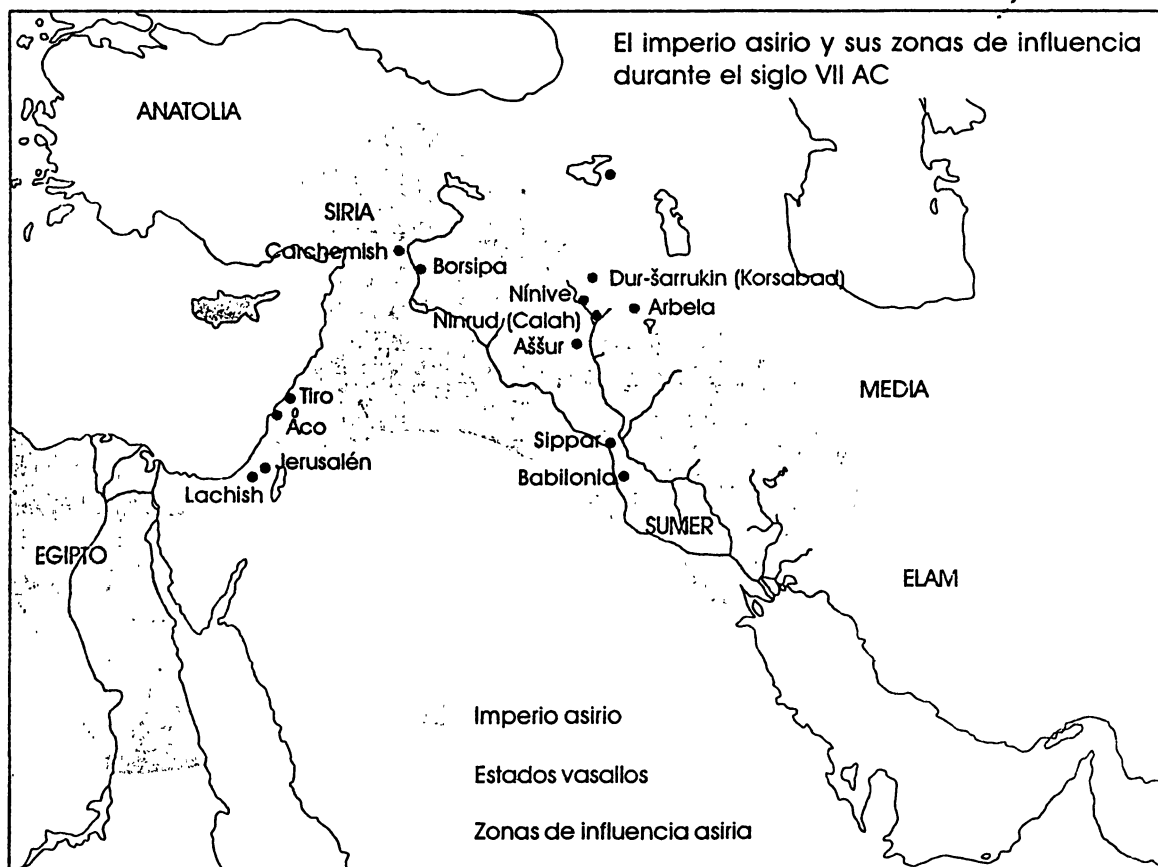 El imperio asirio y sus zonas de influencia
durante el siglo VII AC
ANATOLIA
SIRIA
Carchemish
Borsipa
Dur-šarrukin (Korsabad)
Nínive
Arbela
Ninrud (Calah)
Aššur
MEDIA
Tiro
Aco
Sippar
Jerusalén
Babilonia
Lachish
SUMER
EGIPTO
ELAM
Imperio asirio
Estados vasallos
Zonas de influencia asiria